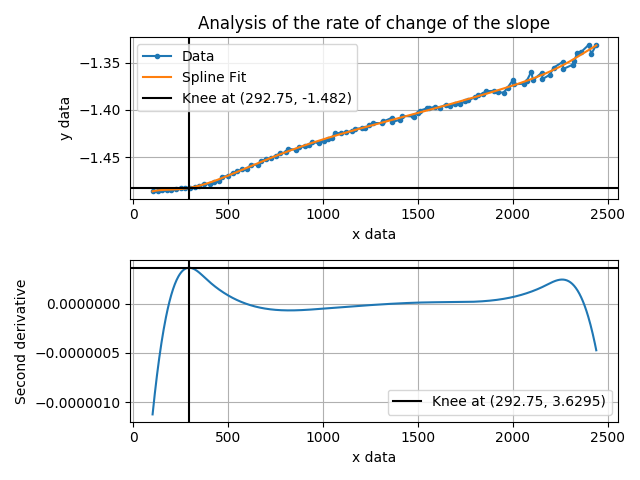 Analysis of the rate of change of the slope
Data
Spline Fit
Knee at (292.75, -1.482)
−1.35
−1.40
−1.45
y data
0
500
1000
1500
2000
2500
x data
0.0000000
−0.0000005
−0.0000010
Second derivative
Knee at (292.75, 3.6295)
0
500
1000
1500
2000
2500
x data